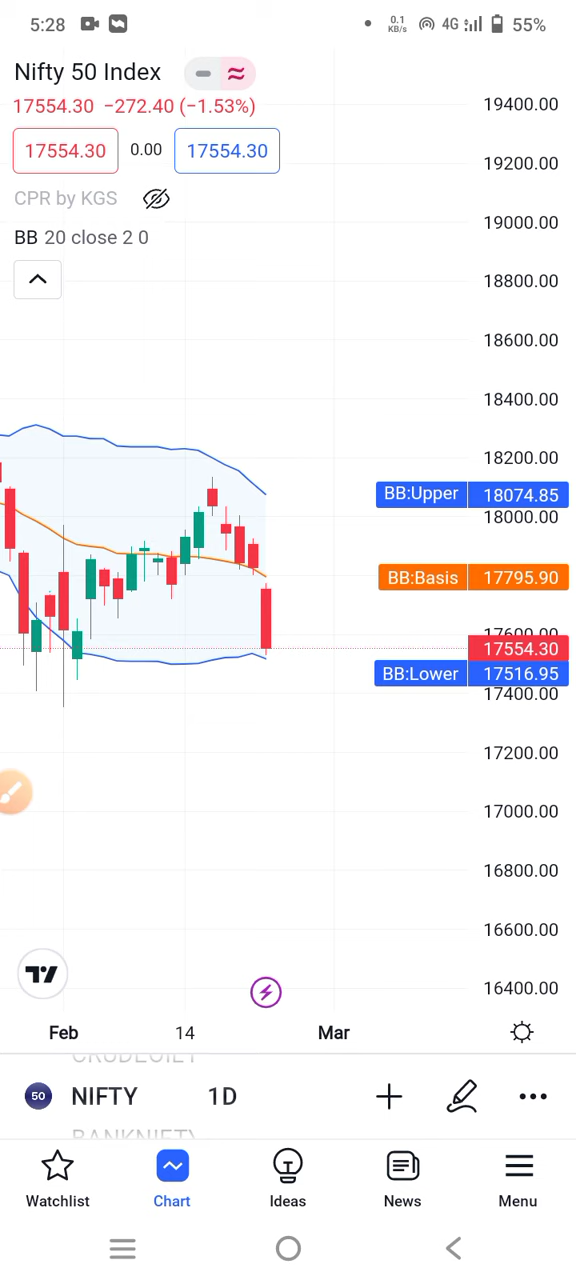 5:28
0.1
KB/s
4G
55%
Nifty 50 Index
17554.30 −272.40 (−1.53%)
17554.30 0.00 17554.30
CPR by KGS
BB 20 close 2 0
19400.00
19200.00
19000.00
18800.00
18600.00
18400.00
18200.00
BB:Upper 18074.85
18000.00
BB:Basis 17795.90
17600.00
17554.30
BB:Lower 17516.95
17400.00
17200.00
17000.00
16800.00
16600.00
16400.00
Feb 14 Mar
CRUDEOIL1
50 NIFTY 1D
BANKNIFTY
Watchlist Chart Ideas News Menu